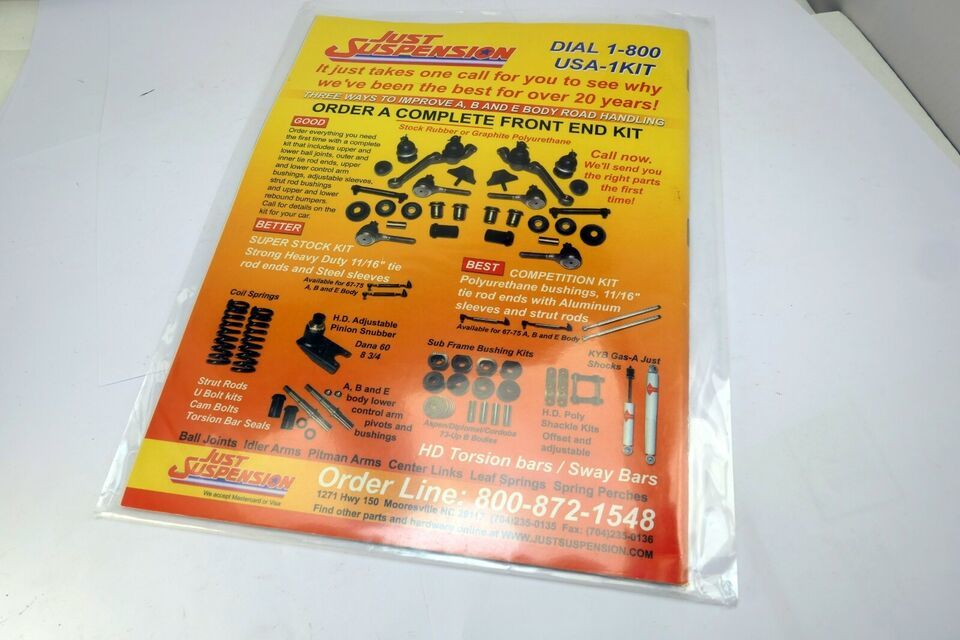 JUST
SUSPENSION
DIAL 1-800
USA-1KIT
It just takes one call for you to see why
we've been the best for over 20 years!
THREE WAYS TO IMPROVE A, B AND E BODY ROAD HANDLING
ORDER A COMPLETE FRONT END KIT
Stock Rubber or Graphite Polyurethane
GOOD
Order everything you need
the first time with a complete
kit that includes upper and
lower ball joints, outer and
inner tie rod ends, upper
and lower control arm
bushings, adjustable sleeves,
strut rod bushings
and upper and lower
rebound bumpers.
Call for details on the
kit for your car.
Call now.
We'll send you
the right parts
the first
time!
BETTER
SUPER STOCK KIT
Strong Heavy Duty 11/16" tie
rod ends and Steel sleeves
Available for 67-75
A, B and E Body
BEST COMPETITION KIT
Polyurethane bushings, 11/16"
tie rod ends with Aluminum
sleeves and strut rods
Available for 67-75 A, B and E Body
Coil Springs
H.D. Adjustable
Pinion Snubber
Dana 60
8 3/4
Sub Frame Bushing Kits
Aspen/Diplomat/Cordoba
73-Up B Bodies
KYB Gas-A Just
Shocks
H.D. Poly
Shackle Kits
Offset and
adjustable
Strut Rods
U Bolt kits
Cam Bolts
Torsion Bar Seals
A, B and E
body lower
control arm
pivots and
bushings
HD Torsion bars / Sway Bars
Ball Joints Idler Arms Pitman Arms Center Links Leaf Springs Spring Perches
JUST
SUSPENSION
We accept Mastercard or Visa
Order Line: 800-872-1548
1271 Hwy 150 Mooresville NC 28117 (704)235-0135 Fax: (704)235-0136
Find other parts and hardware online at WWW.JUSTSUSPENSION.COM